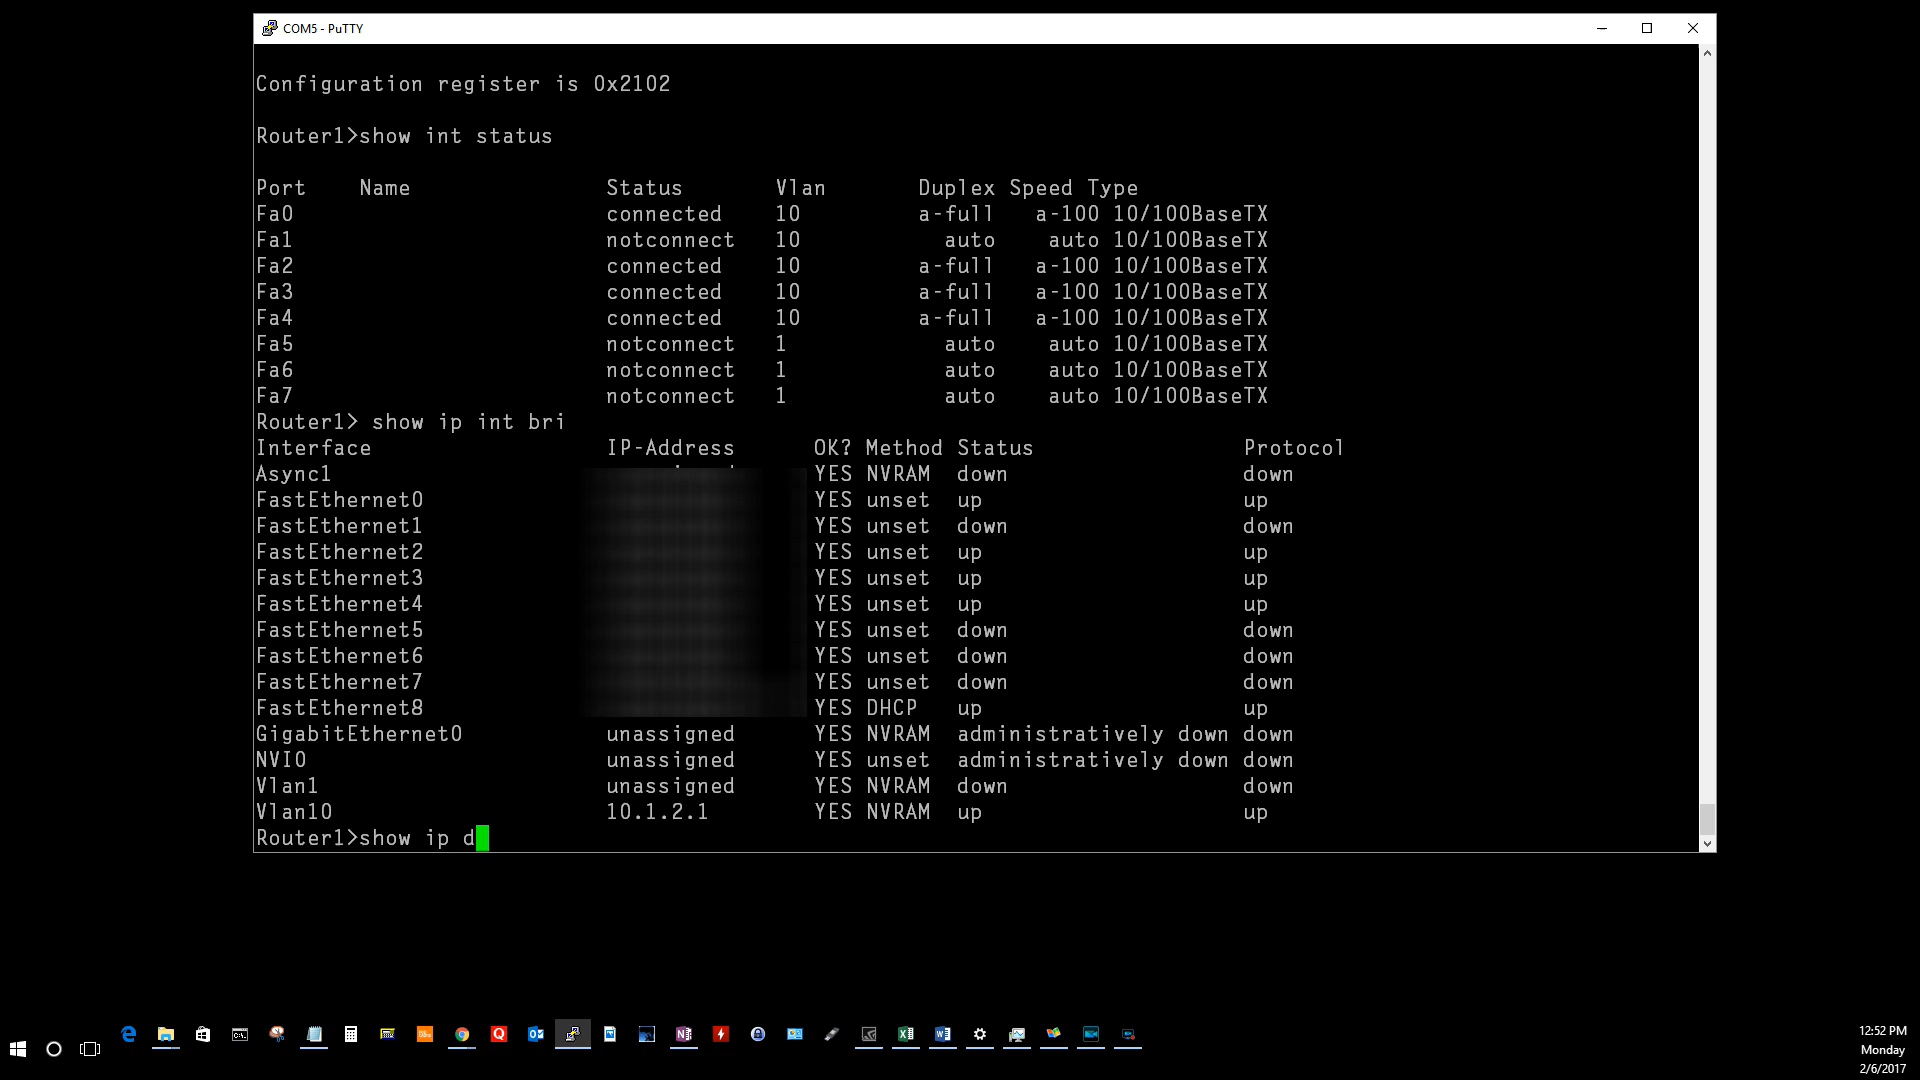 COM5 - PuTTY
Configuration register is 0x2102
Router1>show int status
Port Name Status Vlan Duplex Speed Type
Fa0 connected 10 a-full a-100 10/100BaseTX
Fa1 notconnect 10 auto auto 10/100BaseTX
Fa2 connected 10 a-full a-100 10/100BaseTX
Fa3 connected 10 a-full a-100 10/100BaseTX
Fa4 connected 10 a-full a-100 10/100BaseTX
Fa5 notconnect 1 auto auto 10/100BaseTX
Fa6 notconnect 1 auto auto 10/100BaseTX
Fa7 notconnect 1 auto auto 10/100BaseTX
Router1> show ip int bri
Interface IP-Address OK? Method Status Protocol
Async1 YES NVRAM down down
FastEthernet0 YES unset up up
FastEthernet1 YES unset down down
FastEthernet2 YES unset up up
FastEthernet3 YES unset up up
FastEthernet4 YES unset up up
FastEthernet5 YES unset down down
FastEthernet6 YES unset down down
FastEthernet7 YES unset down down
FastEthernet8 YES DHCP up up
GigabitEthernet0 unassigned YES NVRAM administratively down down
NVI0 unassigned YES unset administratively down down
Vlan1 unassigned YES NVRAM down down
Vlan10 10.1.2.1 YES NVRAM up up
Router1>show ip d
12:52 PM
Monday
2/6/2017